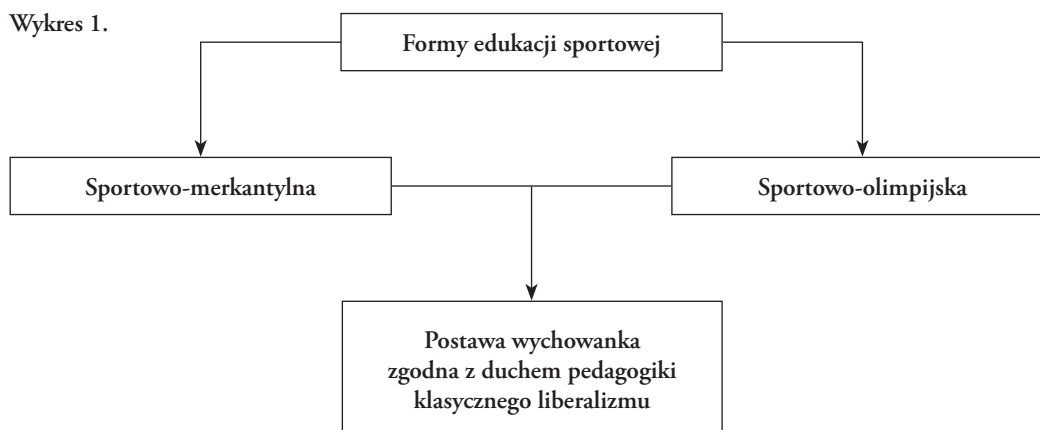 Wykres 1.
Formy edukacji sportowej
Sportowo-merkantylna
Sportowo-olimpijska
Postawa wychowanka
zgodna z duchem pedagogiki
klasycznego liberalizmu